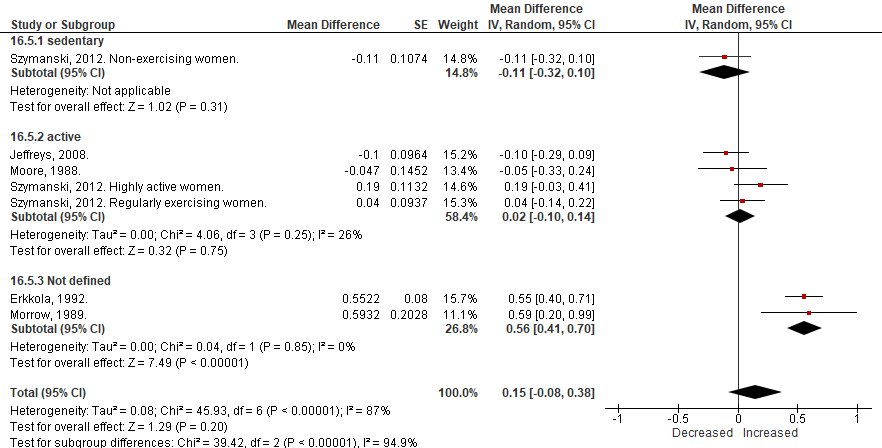 Mean Difference Mean Difference
Study or Subgroup Mean Difference SE Weight IV, Random, 95% CI IV, Random, 95% CI
16.5.1 sedentary
Szymanski, 2012. Non-exercising women. -0.11 0.1074 14.8% -0.11 [-0.32, 0.10]
Subtotal (95% CI) 14.8% -0.11 [-0.32, 0.10]
Heterogeneity: Not applicable
Test for overall effect: Z = 1.02 (P = 0.31)
16.5.2 active
Jeffreys, 2008. -0.1 0.0964 15.2% -0.10 [-0.29, 0.09]
Moore, 1988. -0.047 0.1452 13.4% -0.05 [-0.33, 0.24]
Szymanski, 2012. Highly active women. 0.19 0.1132 14.6% 0.19 [-0.03, 0.41]
Szymanski, 2012. Regularly exercising women. 0.04 0.0937 15.3% 0.04 [-0.14, 0.22]
Subtotal (95% CI) 58.4% 0.02 [-0.10, 0.14]
Heterogeneity: Tau² = 0.00; Chi² = 4.06, df = 3 (P = 0.25); I² = 26%
Test for overall effect: Z = 0.32 (P = 0.75)
16.5.3 Not defined
Erkkola, 1992. 0.5522 0.08 15.7% 0.55 [0.40, 0.71]
Morrow, 1989. 0.5932 0.2028 11.1% 0.59 [0.20, 0.99]
Subtotal (95% CI) 26.8% 0.56 [0.41, 0.70]
Heterogeneity: Tau² = 0.00; Chi² = 0.04, df = 1 (P = 0.85); I² = 0%
Test for overall effect: Z = 7.49 (P < 0.00001)
Total (95% CI) 100.0% 0.15 [-0.08, 0.38]
Heterogeneity: Tau² = 0.08; Chi² = 45.93, df = 6 (P < 0.00001); I² = 87%
Test for overall effect: Z = 1.29 (P = 0.20)
Test for subgroup differences: Chi² = 39.42, df = 2 (P < 0.00001), I² = 94.9%
-1 -0.5 0 0.5 1
Decreased Increased